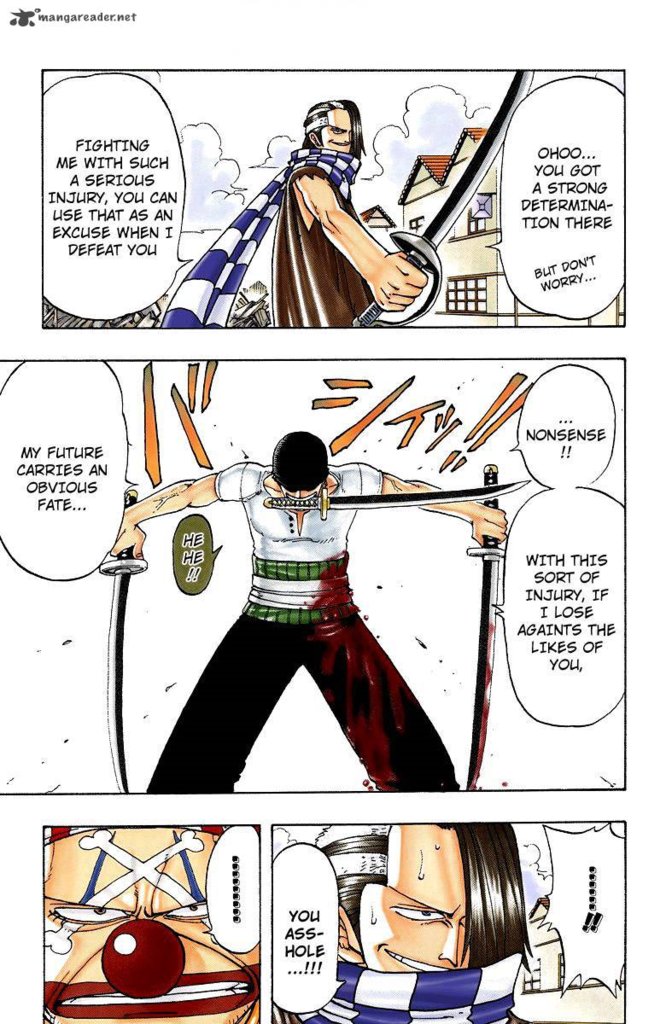 mangareader.net
OHOO...
YOU GOT
A STRONG
DETERMINA-
TION THERE
BUT DON'T
WORRY...
FIGHTING
ME WITH SUCH
A SERIOUS
INJURY, YOU CAN
USE THAT AS AN
EXCUSE WHEN I
DEFEAT YOU
...
NONSENSE
!!
WITH THIS
SORT OF
INJURY, IF
I LOSE
AGAINTS THE
LIKES OF
YOU,
MY FUTURE
CARRIES AN
OBVIOUS
FATE...
HE
HE
!!
.......!!
YOU
ASS-
HOLE
...!!!
........